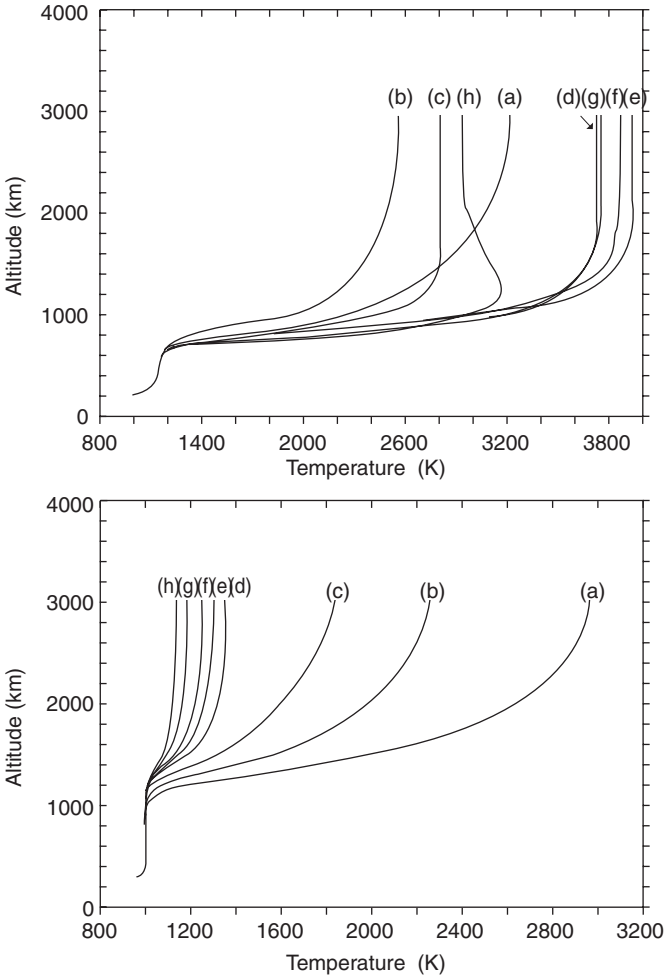 4000
3000
2000
1000
0
Altitude (km)
(b) (c) (h) (a) (d)(g)(f)(e)
800 1400 2000 2600 3200 3800
Temperature (K)
4000
3000
2000
1000
0
Altitude (km)
(h)(g)(f)(e)(d) (c) (b) (a)
800 1200 1600 2000 2400 2800 3200
Temperature (K)